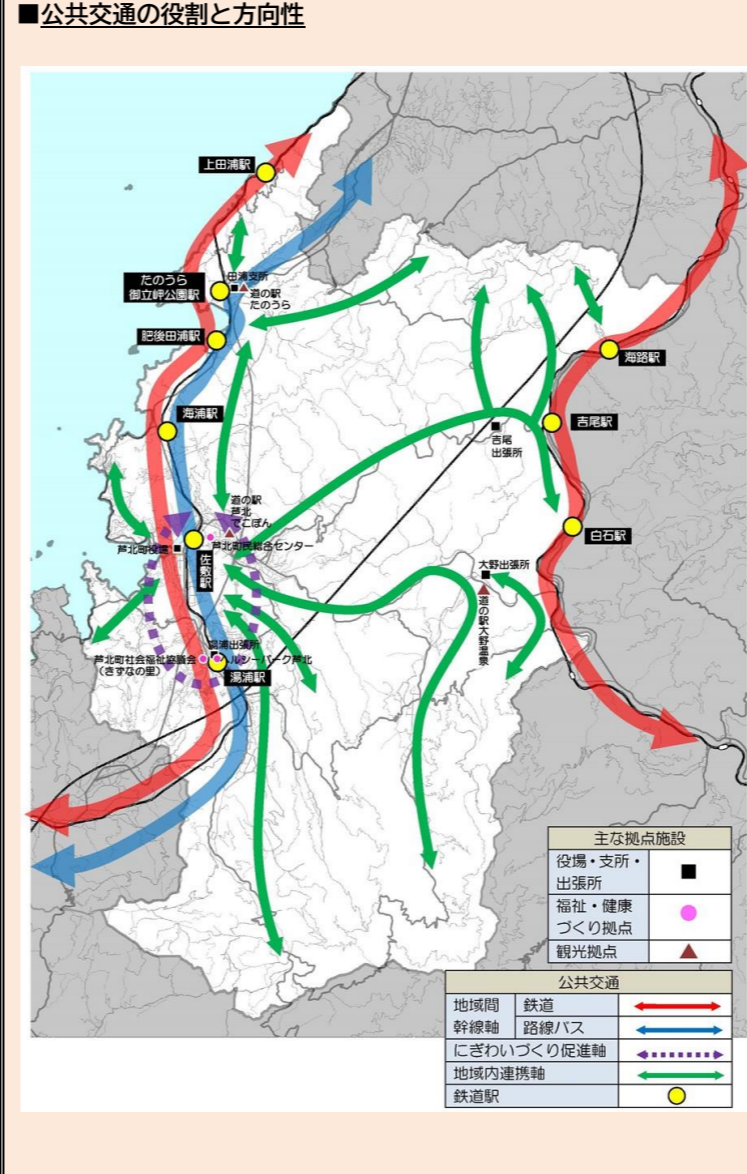 ■公共交通の役割と方向性
上田浦駅
田浦支所
たのうら
御立岬公園駅
道の駅
たのうら
肥後田浦駅
海路駅
海浦駅
吉尾駅
吉尾
出張所
道の駅
芦北
でこぽん
芦北町役場
芦北町民総合センター
佐敷駅
白石駅
大野出張所
道の駅大野温泉
湯浦出張所
芦北町社会福祉協議会
(きずなの里)
ヘルシーパーク芦北
湯浦駅
主な拠点施設
役場・支所・
出張所
福祉・健康
づくり拠点
観光拠点
公共交通
地域間 鉄道
幹線軸 路線バス
にぎわいづくり促進軸
地域内連携軸
鉄道駅